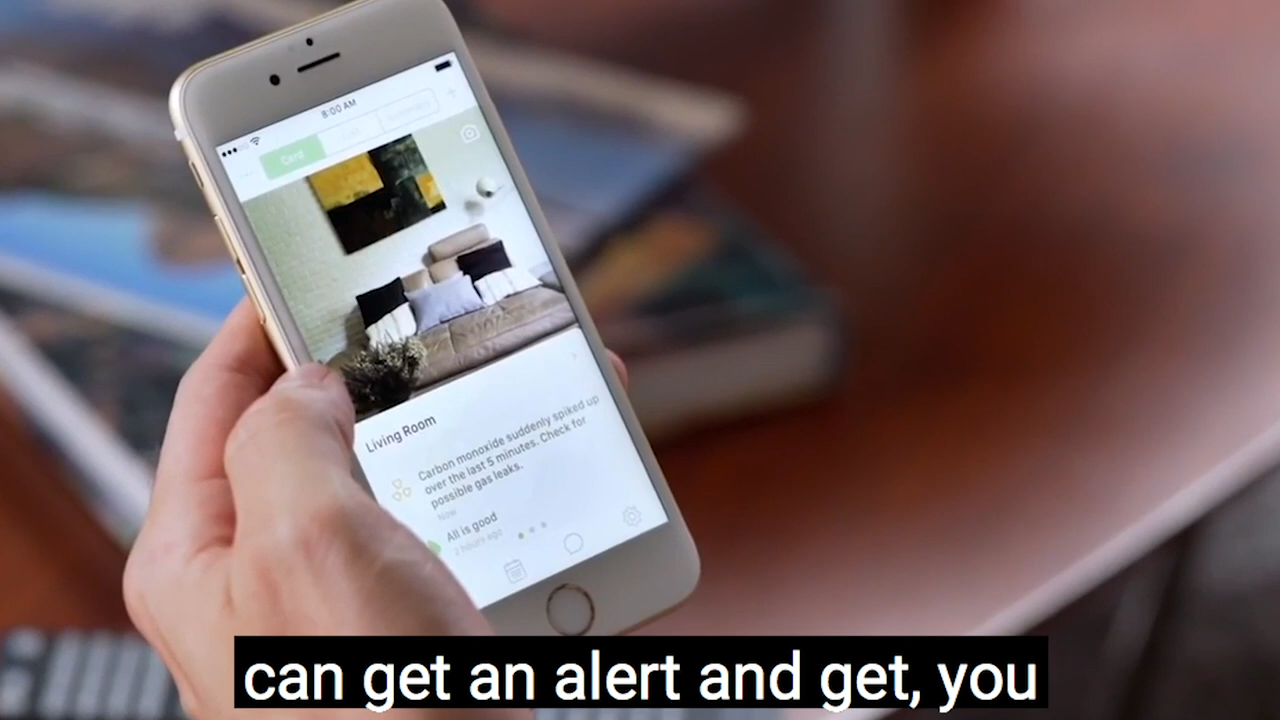 8:00 AM
Card
Living Room
Carbon monoxide suddenly spiked up
over the last 5 minutes. Check for
possible gas leaks.
Now
All is good
2 hours ago
can get an alert and get, you